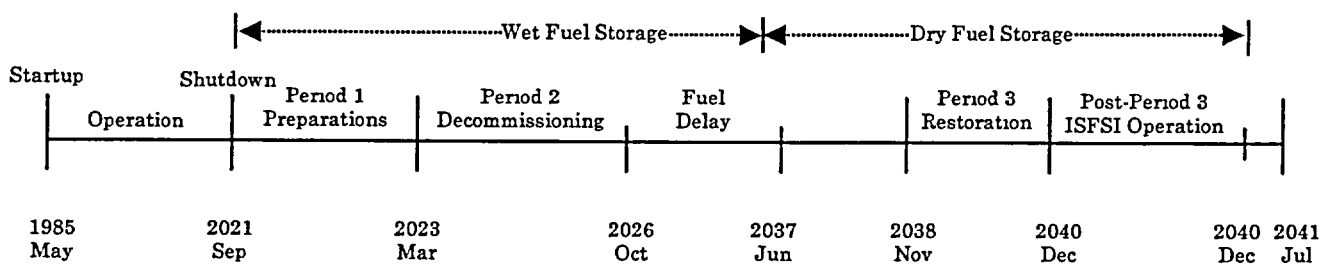 Wet Fuel Storage Dry Fuel Storage
Startup Shutdown
Operation
Period 1
Preparations
Period 2
Decommissioning
Fuel
Delay
Period 3
Restoration
Post-Period 3
ISFSI Operation
1985 2021 2023 2026 2037 2038 2040 2040 2041
May Sep Mar Oct Jun Nov Dec Dec Jul